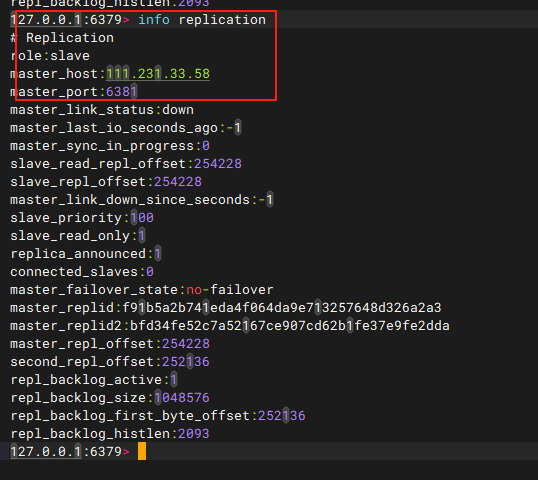 repl_backlog_histlen:2093
127.0.0.1:6379> info replication
# Replication
role:slave
master_host:111.231.33.58
master_port:6381
master_link_status:down
master_last_io_seconds_ago:-1
master_sync_in_progress:0
slave_read_repl_offset:254228
slave_repl_offset:254228
master_link_down_since_seconds:-1
slave_priority:100
slave_read_only:1
replica_announced:1
connected_slaves:0
master_failover_state:no-failover
master_replid:f91b5a2b741eda4f064da9e713257648d326a2a3
master_replid2:bfd34fe52c7a52167ce907cd62b1fe37e9fe2dda
master_repl_offset:254228
second_repl_offset:252136
repl_backlog_active:1
repl_backlog_size:1048576
repl_backlog_first_byte_offset:252136
repl_backlog_histlen:2093
127.0.0.1:6379>